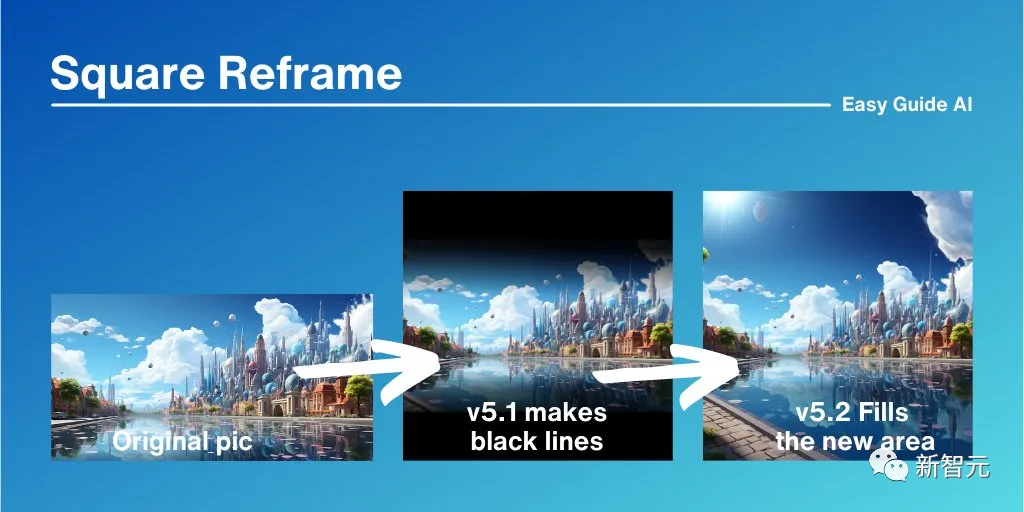 Square Reframe
Easy Guide AI
Original pic
v5.1 makes
black lines
v5.2 Fills
the new area
新智元